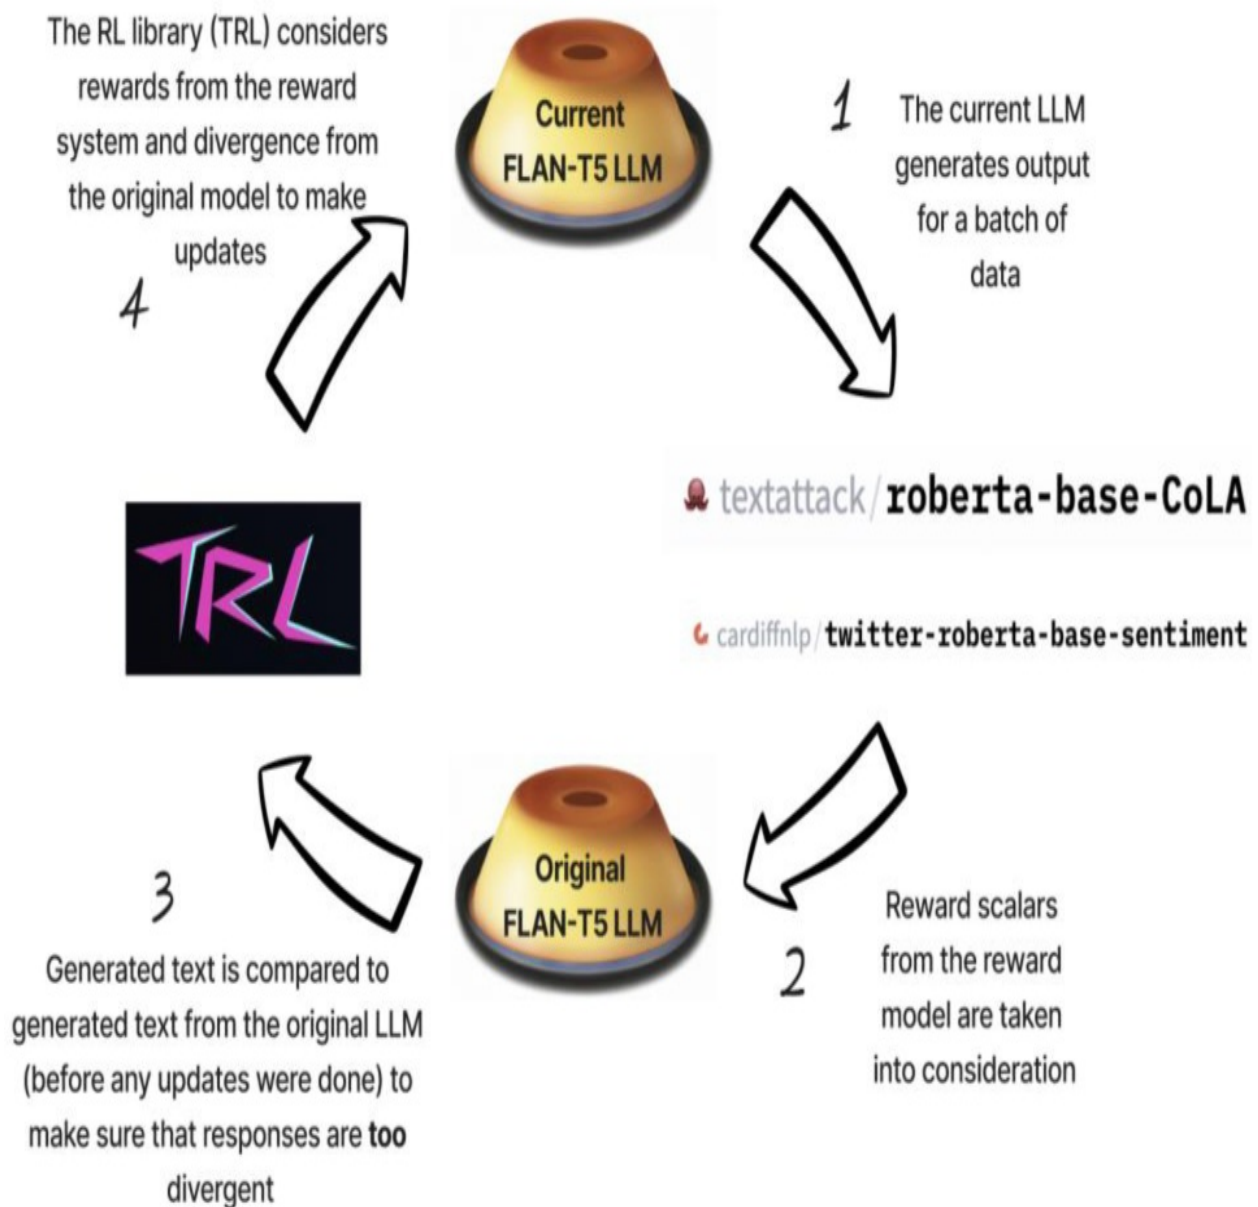 The RL library (TRL) considers
rewards from the reward
system and divergence from
the original model to make
updates
4
Current
FLAN-T5 LLM
1
The current LLM
generates output
for a batch of
data
textattack/roberta-base-CoLA
cardiffnlp/twitter-roberta-base-sentiment
TRL
Original
FLAN-T5 LLM
2
Reward scalars
from the reward
model are taken
into consideration
3
Generated text is compared to
generated text from the original LLM
(before any updates were done) to
make sure that responses are too
divergent